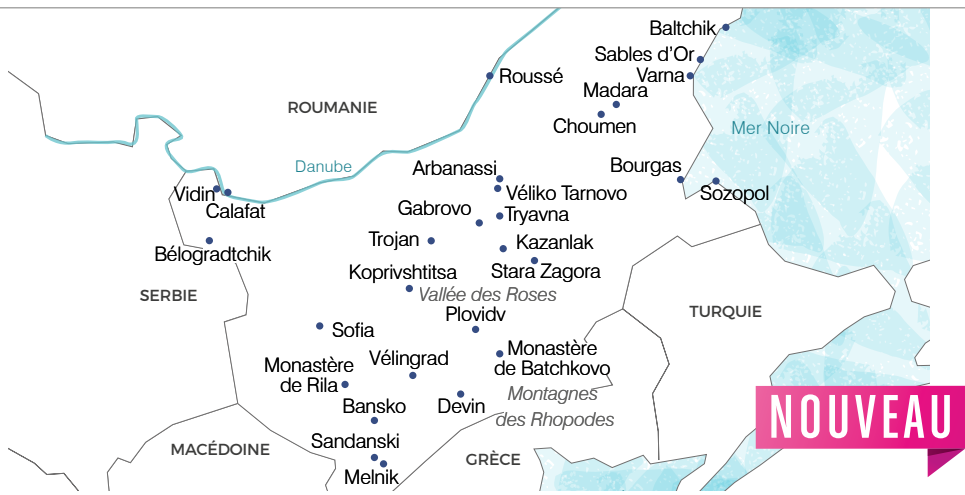 Baltchik
Sables d'Or
Varna
Roussé
Madara
Choumen
ROUMANIE
Mer Noire
Danube
Arbanassi
Bourgas
Vidin
Véliko Tarnovo
Sozopol
Calafat
Gabrovo
Tryavna
Trojan
Kazanlak
Bélogradtchik
Koprivshtitsa
Stara Zagora
SERBIE
Vallée des Roses
TURQUIE
Plovidv
Sofia
Monastère
de Rila
Vélingrad
Monastère
de Batchkovo
Montagnes
des Rhopodes
Bansko
Devin
NOUVEAU
Sandanski
MACÉDOINE
GRÈCE
Melnik